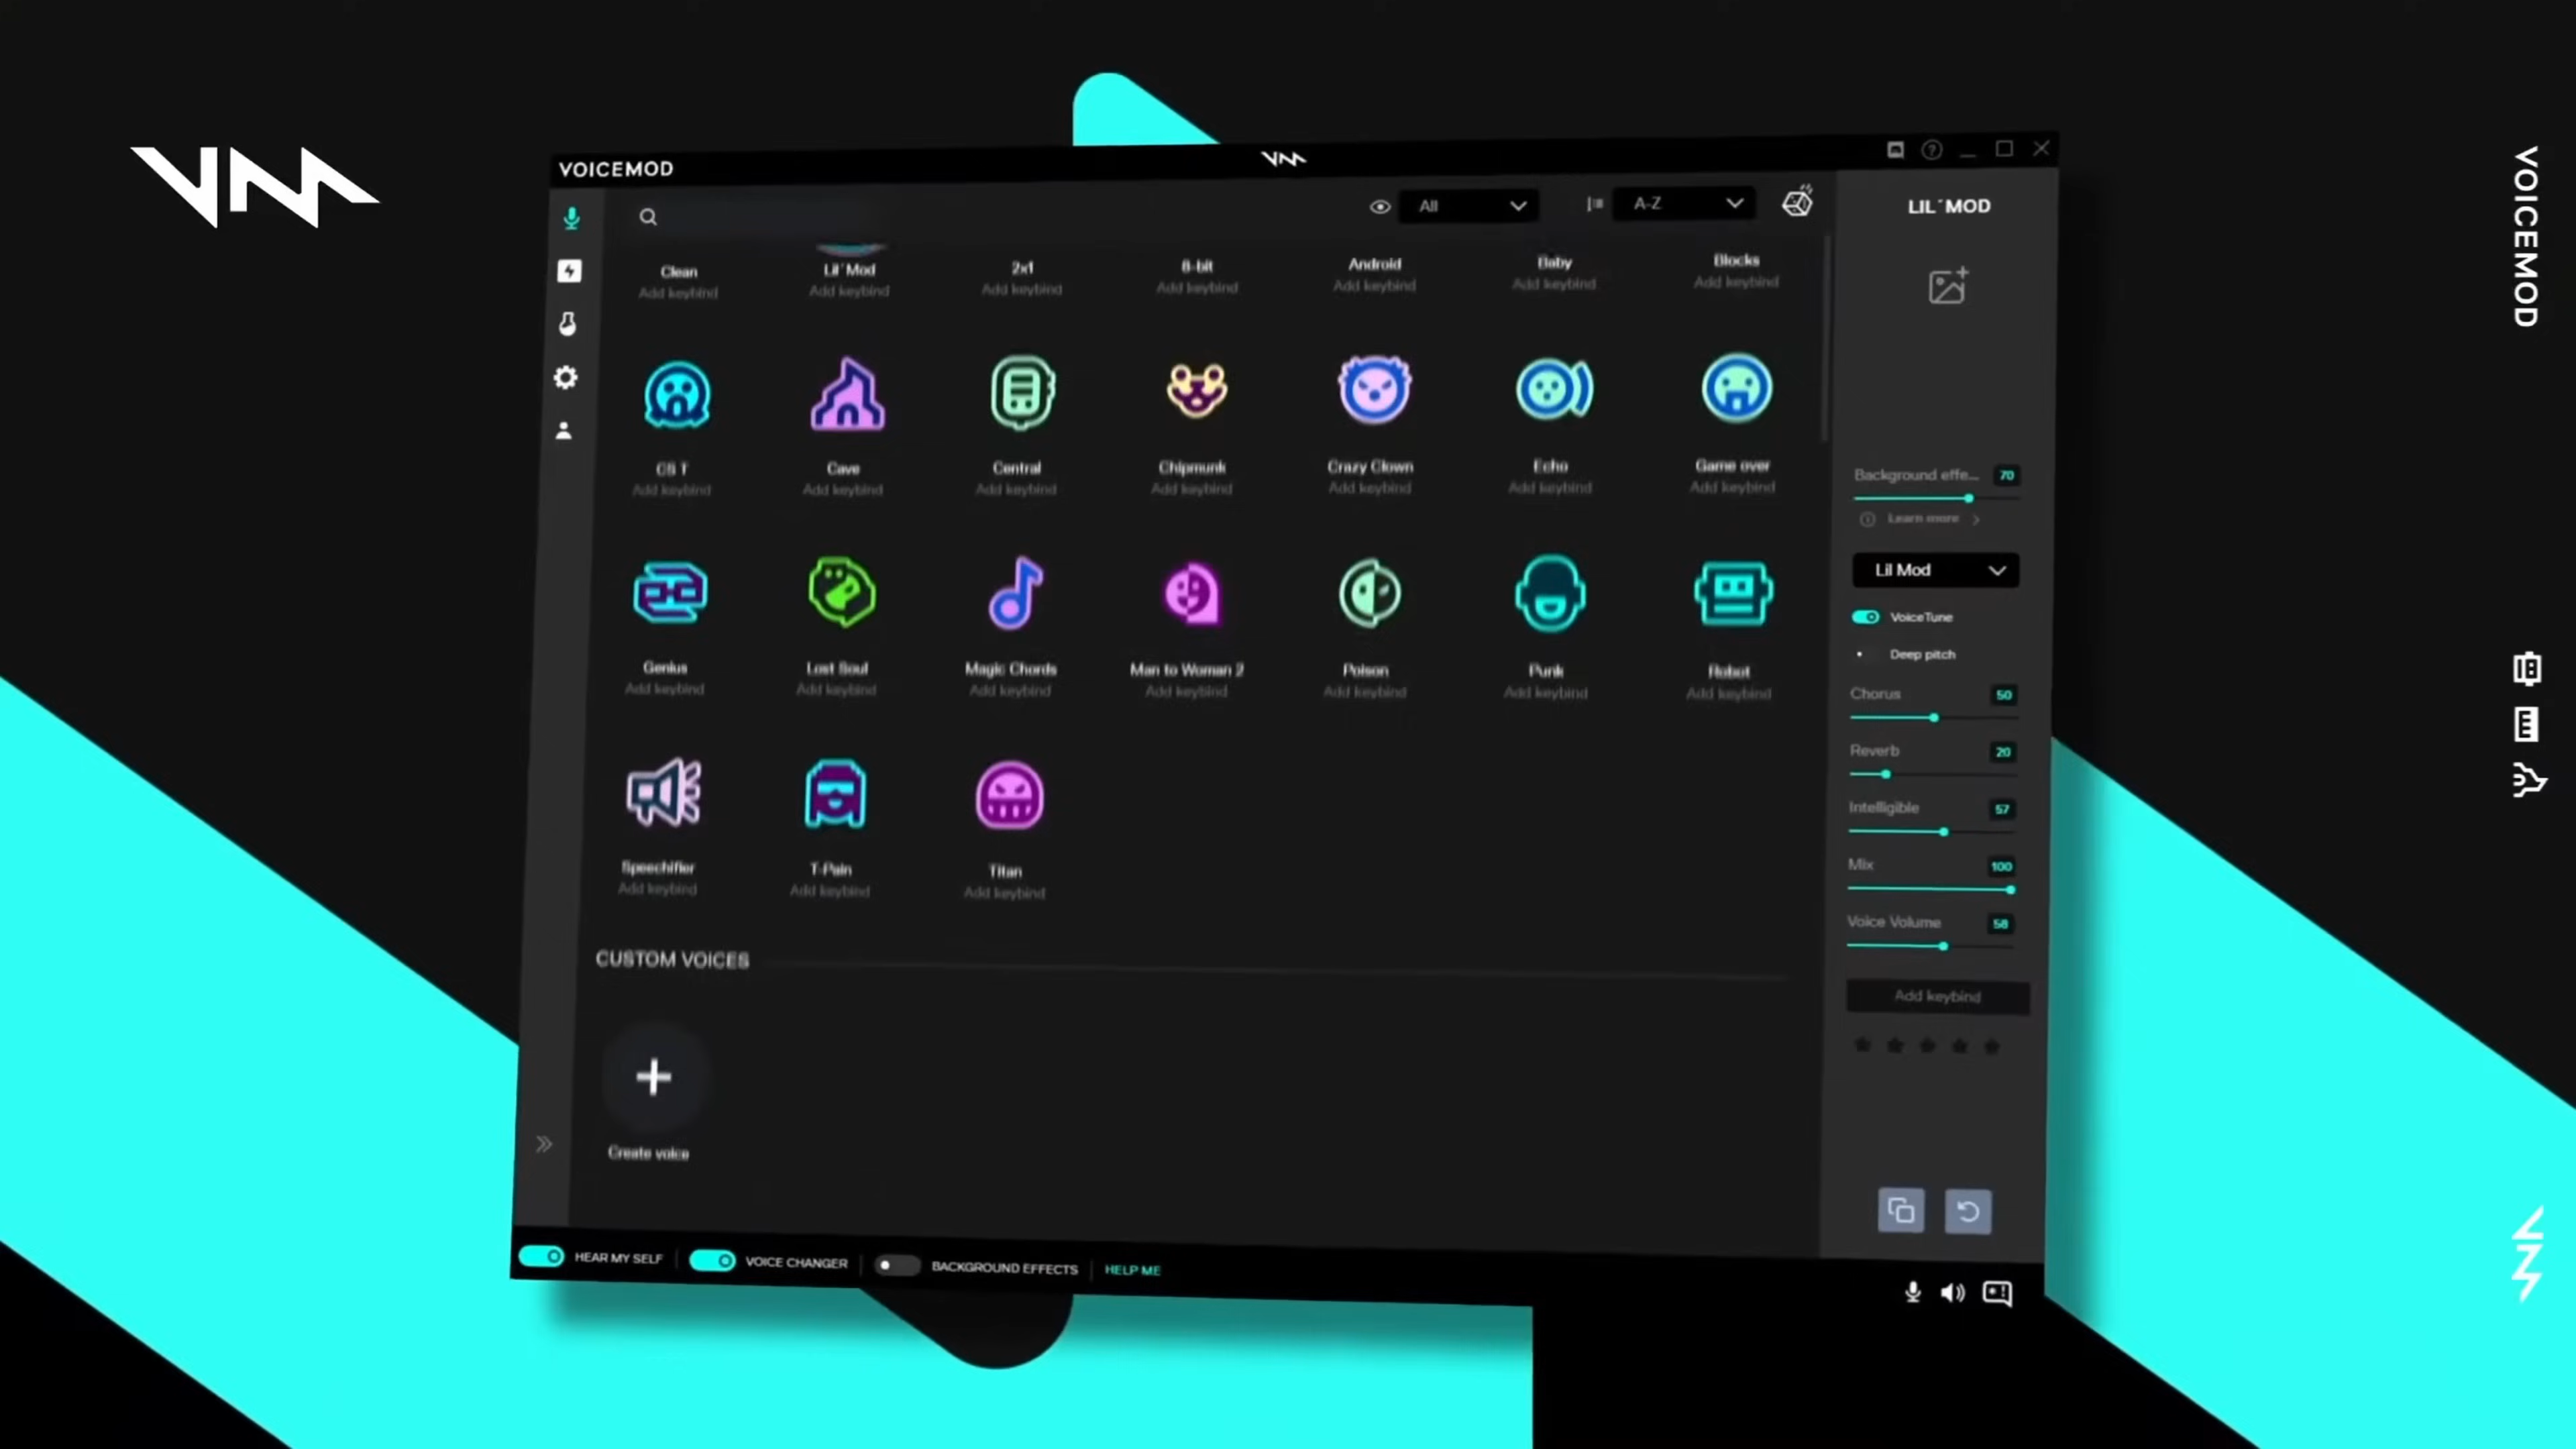 VM
VOICEMOD
VOICEMOD
VM
All
A-Z
LIL´MOD
Clean
Add keybind
Lil´Mod
Add keybind
2x1
Add keybind
8-bit
Add keybind
Android
Add keybind
Baby
Add keybind
Blocks
Add keybind
CS T
Add keybind
Cave
Add keybind
Central
Add keybind
Chipmunk
Add keybind
Crazy Clown
Add keybind
Echo
Add keybind
Game over
Add keybind
Genius
Add keybind
Lost Soul
Add keybind
Magic Chords
Add keybind
Man to Woman 2
Add keybind
Poison
Add keybind
Punk
Add keybind
Robot
Add keybind
Speechifier
Add keybind
T-Pain
Add keybind
Titan
Add keybind
CUSTOM VOICES
Create voice
Background effe... 70
Learn more
Lil Mod
VoiceTune
Deep pitch
Chorus 50
Reverb 20
Intelligible 57
Mix 100
Voice Volume 58
Add keybind
HEAR MY SELF
VOICE CHANGER
BACKGROUND EFFECTS
HELP ME